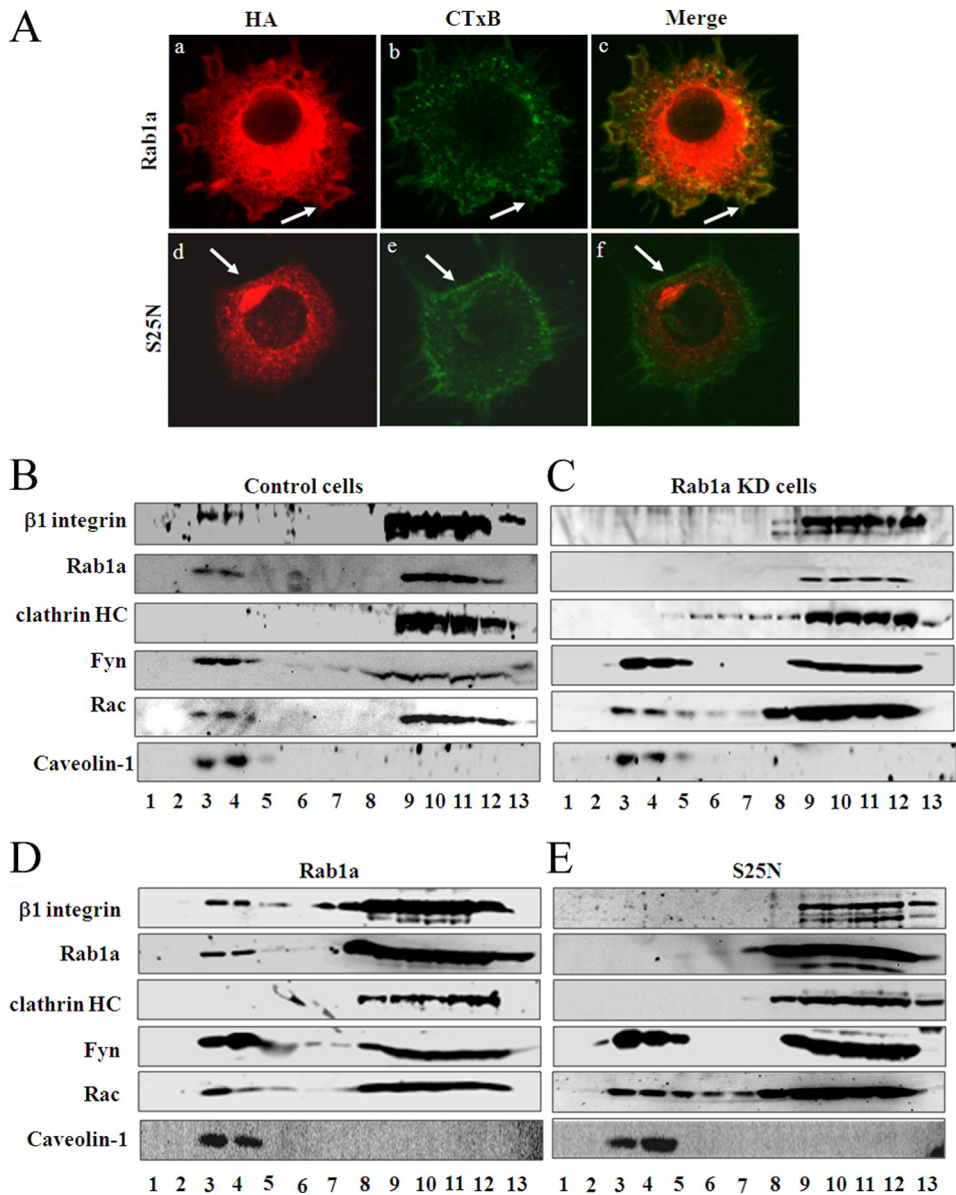 A
HA CTxB Merge
Rab1a a b c
S25N d e f
B C
Control cells Rab1a KD cells
β1 integrin
Rab1a
clathrin HC
Fyn
Rac
Caveolin-1
1 2 3 4 5 6 7 8 9 10 11 12 13 1 2 3 4 5 6 7 8 9 10 11 12 13
D E
Rab1a S25N
β1 integrin
Rab1a
clathrin HC
Fyn
Rac
Caveolin-1
1 2 3 4 5 6 7 8 9 10 11 12 13 1 2 3 4 5 6 7 8 9 10 11 12 13